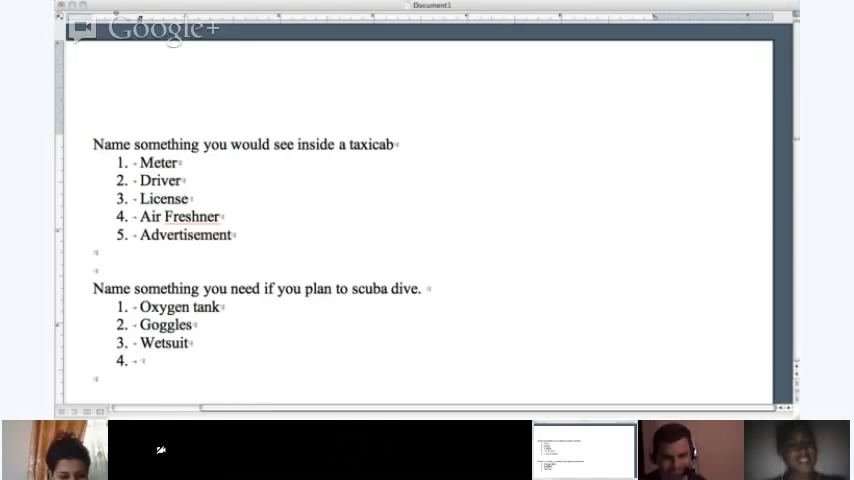 Document1
Google+
Name something you would see inside a taxicab
1. Meter
2. Driver
3. License
4. Air Freshner
5. Advertisement
Name something you need if you plan to scuba dive.
1. Oxygen tank
2. Goggles
3. Wetsuit
4.